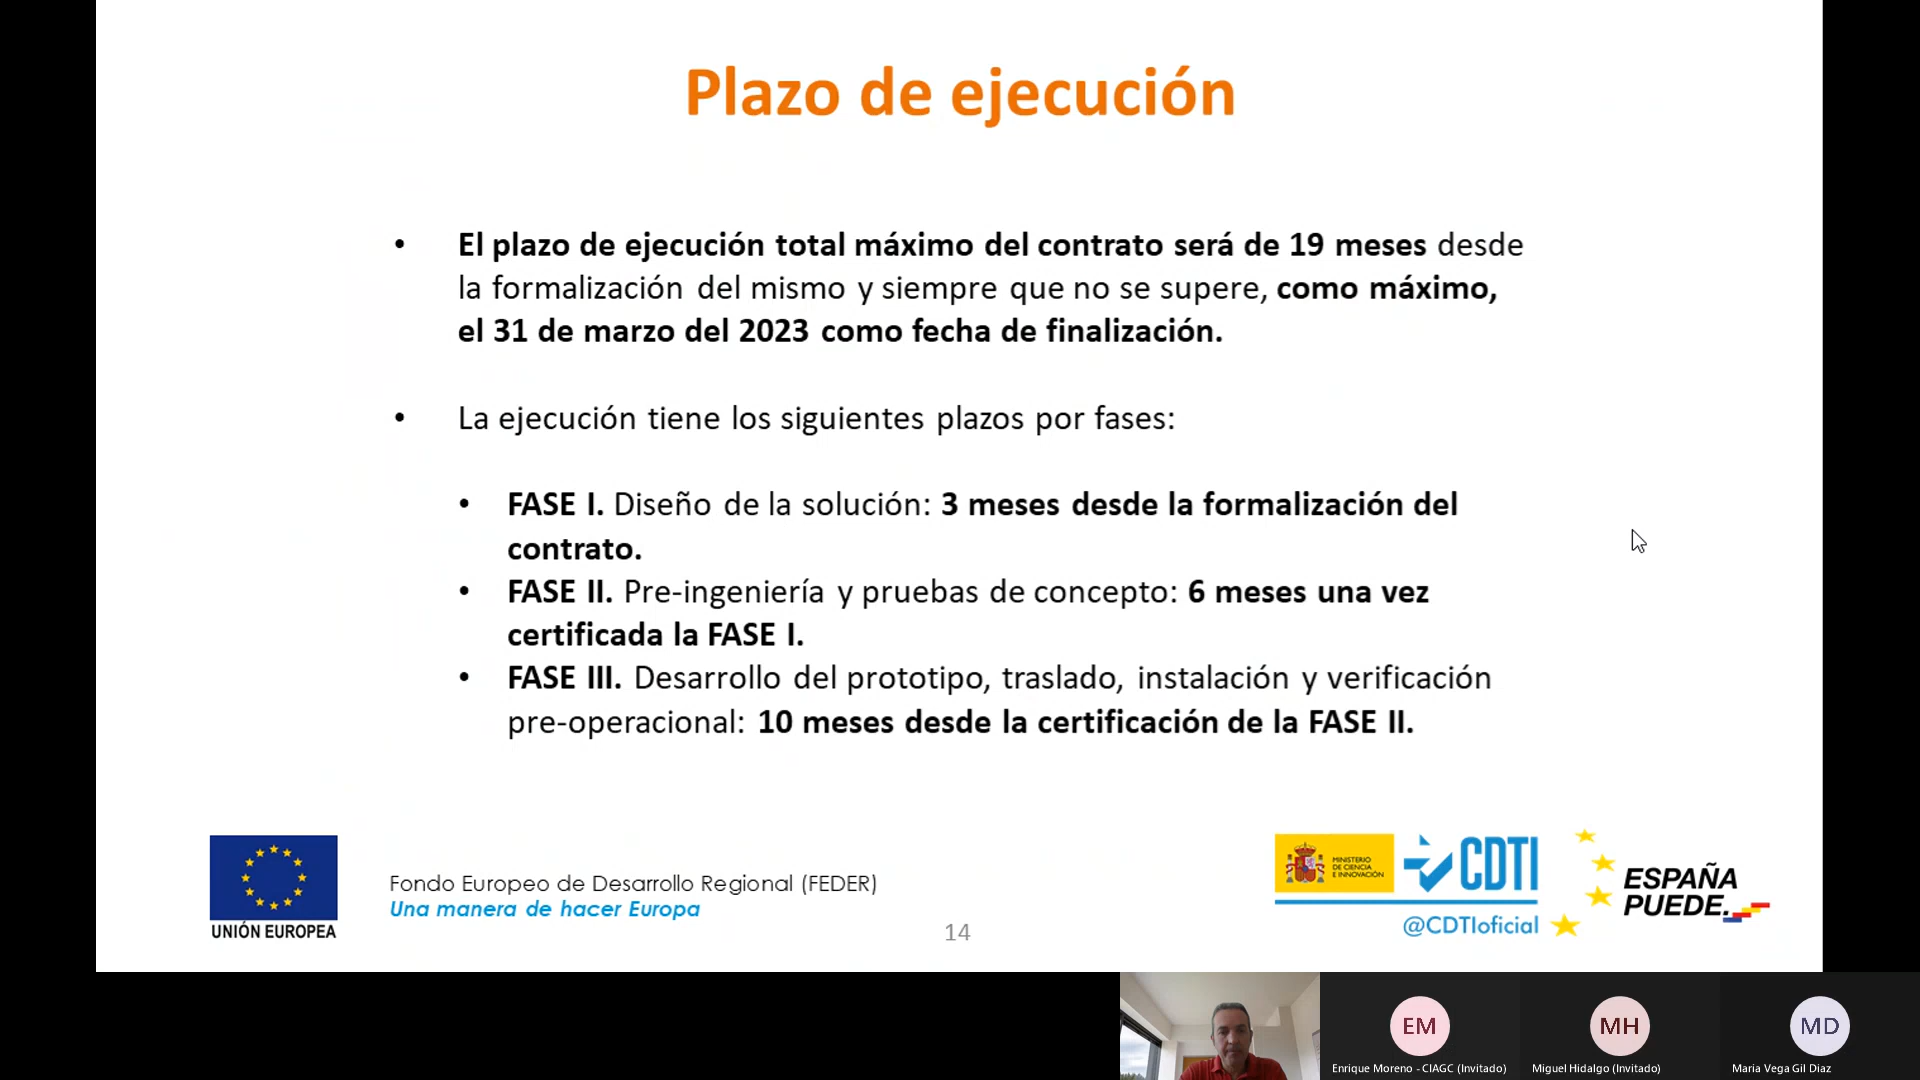 Plazo de ejecución
• El plazo de ejecución total máximo del contrato será de 19 meses desde
la formalización del mismo y siempre que no se supere, como máximo,
el 31 de marzo del 2023 como fecha de finalización.
• La ejecución tiene los siguientes plazos por fases:
• FASE I. Diseño de la solución: 3 meses desde la formalización del
contrato.
• FASE II. Pre-ingeniería y pruebas de concepto: 6 meses una vez
certificada la FASE I.
• FASE III. Desarrollo del prototipo, traslado, instalación y verificación
pre-operacional: 10 meses desde la certificación de la FASE II.
UNIÓN EUROPEA
Fondo Europeo de Desarrollo Regional (FEDER)
Una manera de hacer Europa
14
MINISTERIO
DE CIENCIA
E INNOVACIÓN
CDTI
@CDTIoficial
ESPAÑA
PUEDE.
EM
Enrique Moreno - CIAGC (Invitado)
MH
Miguel Hidalgo (Invitado)
MD
Maria Vega Gil Diaz